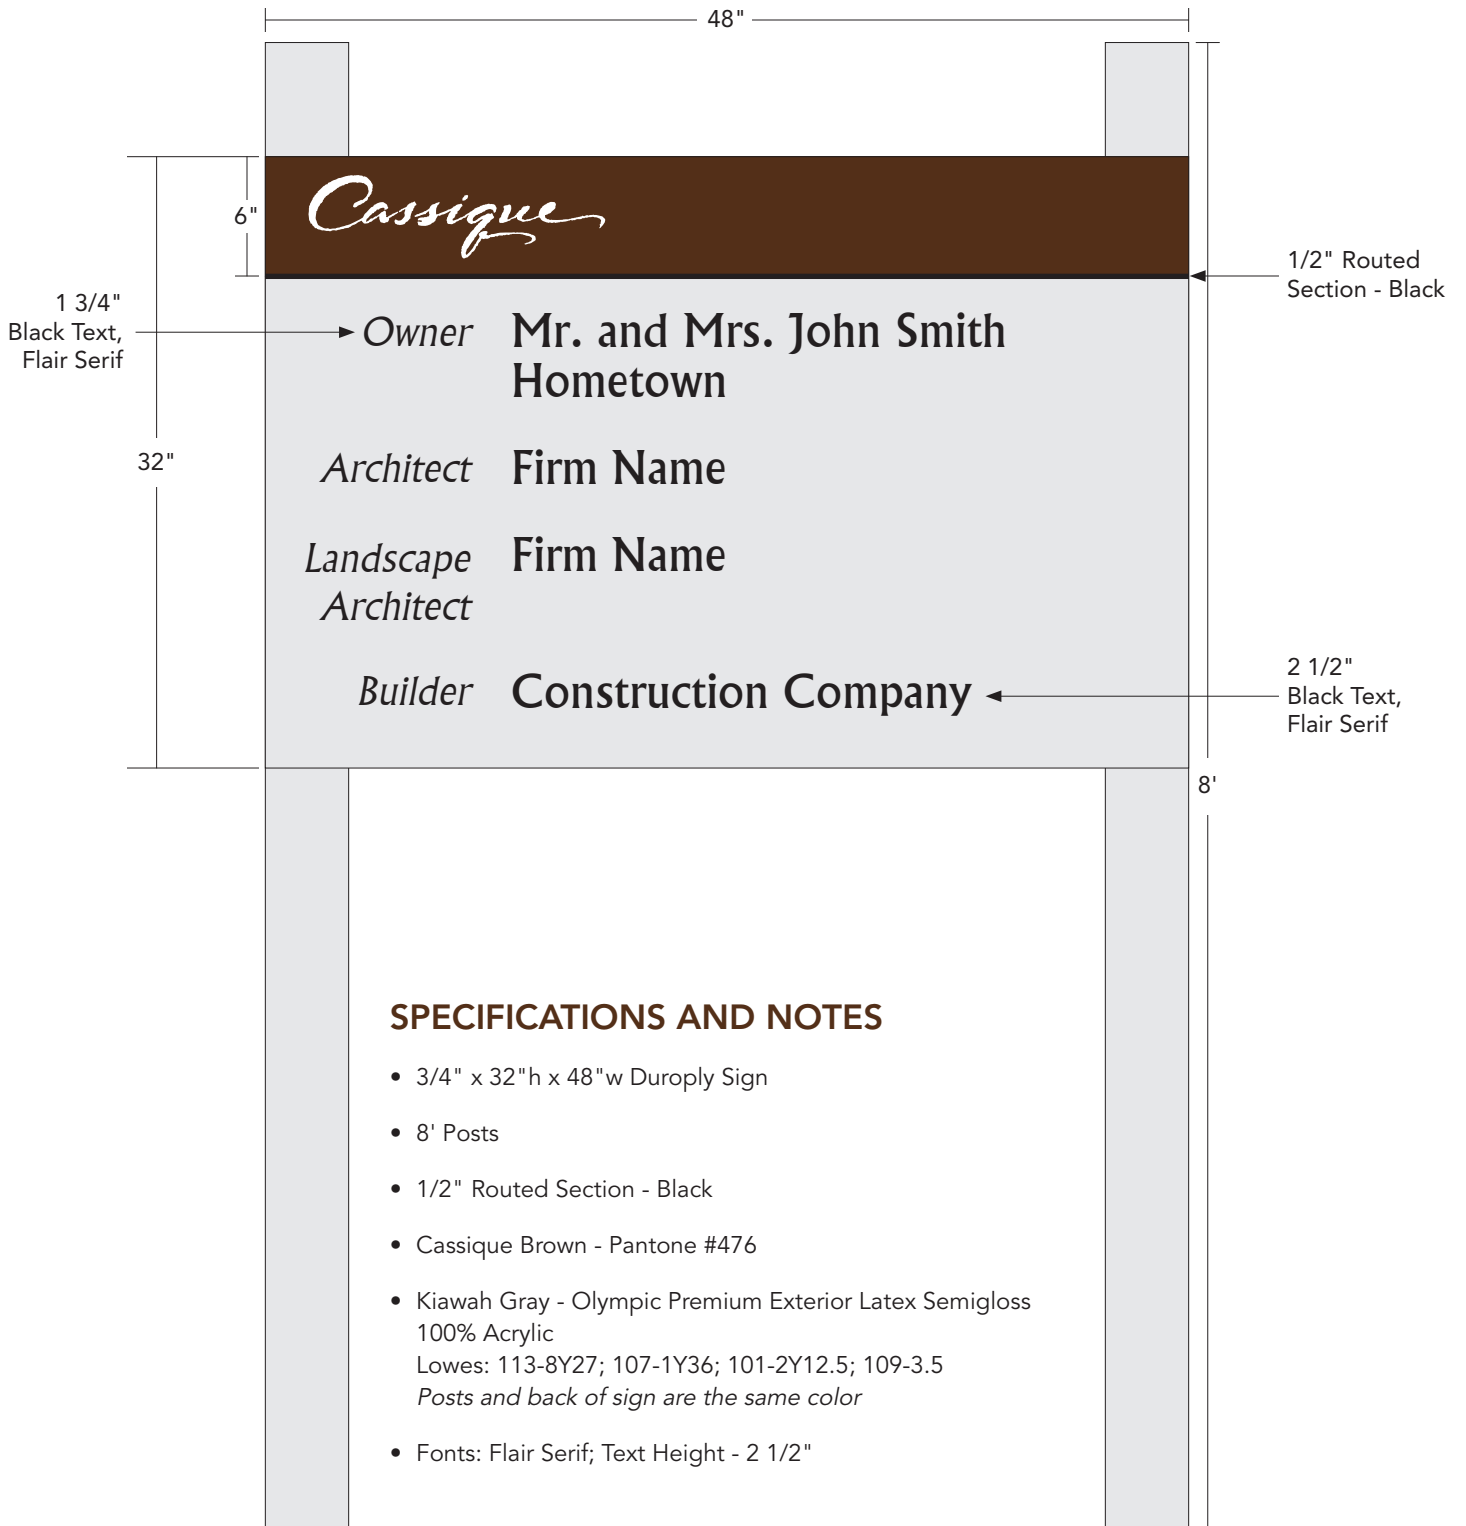 48"
6"
Cassique
1/2" Routed
Section - Black
1 3/4"
Black Text,
Flair Serif
Owner Mr. and Mrs. John Smith
Hometown
32"
Architect Firm Name
Landscape Firm Name
Architect
Builder Construction Company
2 1/2"
Black Text,
Flair Serif
8'
SPECIFICATIONS AND NOTES
• 3/4" x 32"h x 48"w Duroply Sign
• 8' Posts
• 1/2" Routed Section - Black
• Cassique Brown - Pantone #476
• Kiawah Gray - Olympic Premium Exterior Latex Semigloss
100% Acrylic
Lowes: 113-8Y27; 107-1Y36; 101-2Y12.5; 109-3.5
Posts and back of sign are the same color
• Fonts: Flair Serif; Text Height - 2 1/2"